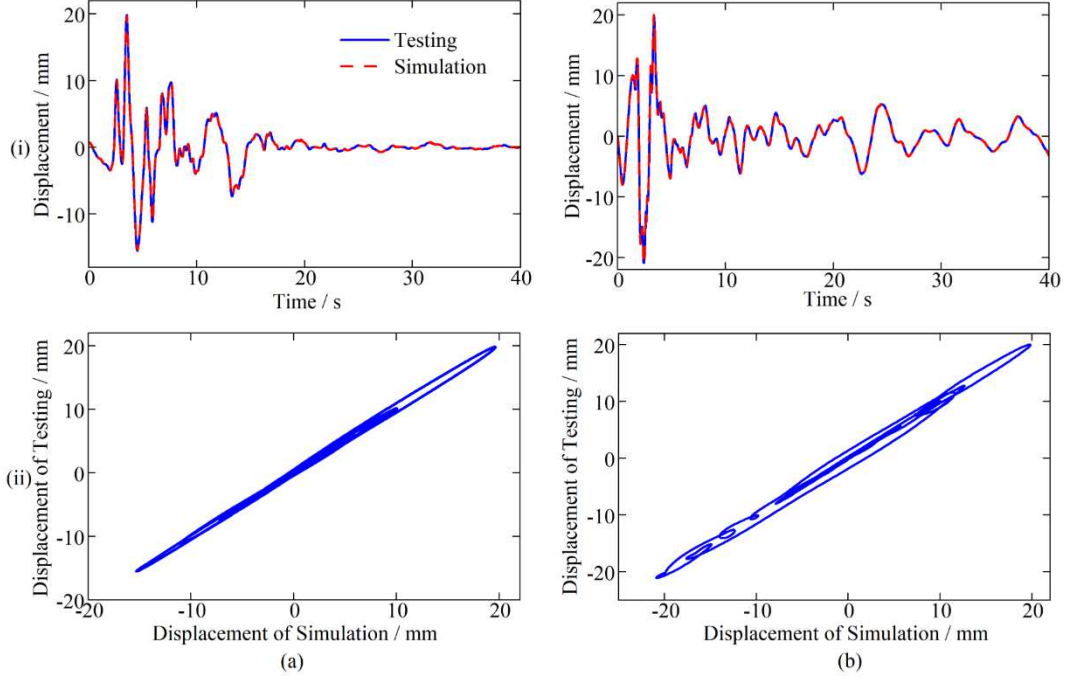 20
10
0
-10
Displacement / mm
(i)
Testing
Simulation
0 10 20 30 40
Time / s
20
10
0
-10
-20
Displacement / mm
0 10 20 30 40
Time / s
20
10
0
-10
-20
Displacement of Testing / mm
(ii)
-20 -10 0 10 20
Displacement of Simulation / mm
(a)
20
10
0
-10
-20
Displacement of Testing / mm
-20 -10 0 10 20
Displacement of Simulation / mm
(b)